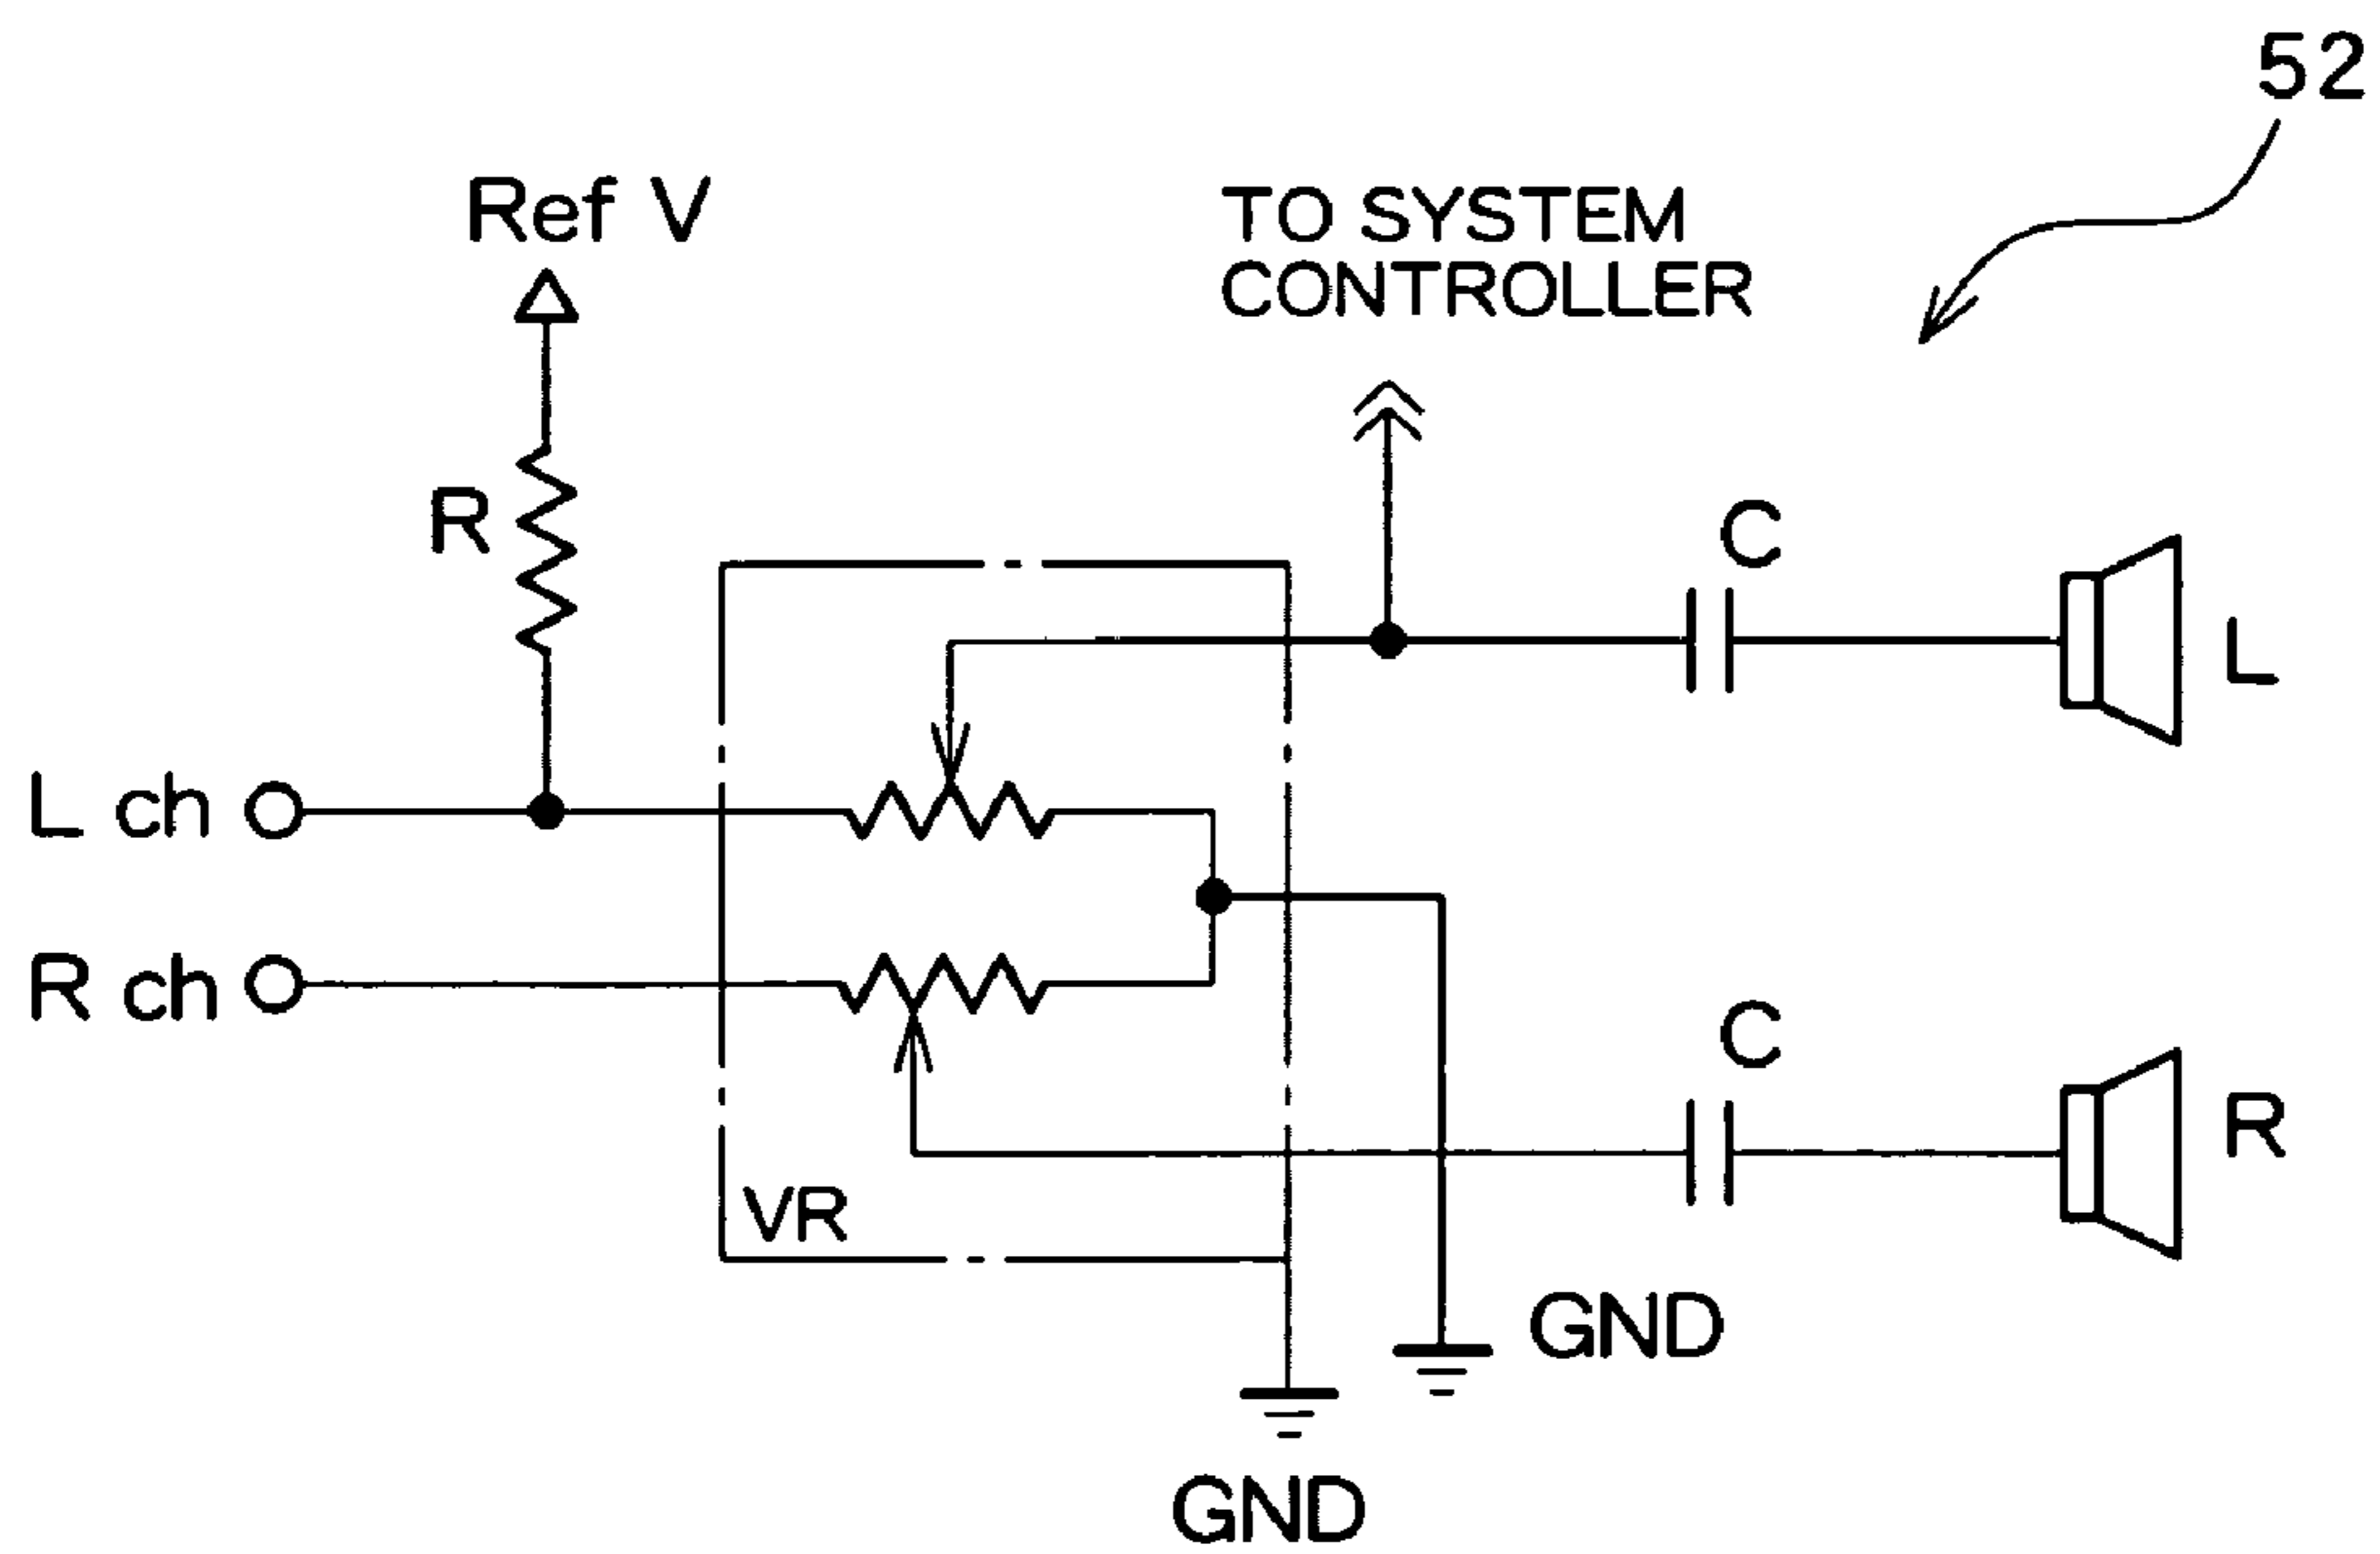 52
Ref V
TO SYSTEM
CONTROLLER
R
C
L
L ch
R ch
C
R
VR
GND
GND